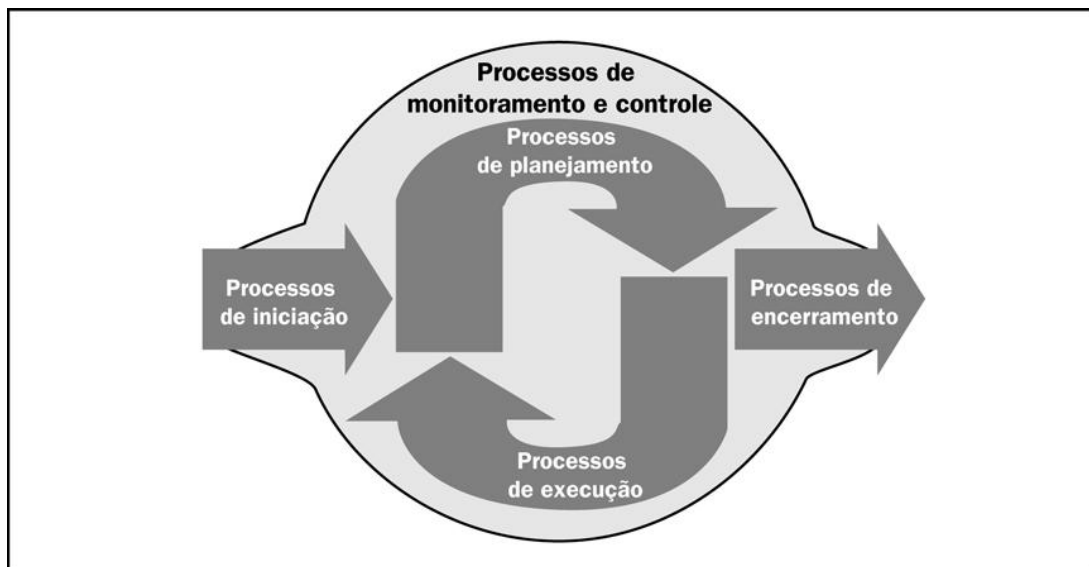 Processos de
monitoramento e controle
Processos
de planejamento
Processos
de iniciação
Processos de
encerramento
Processos
de execução